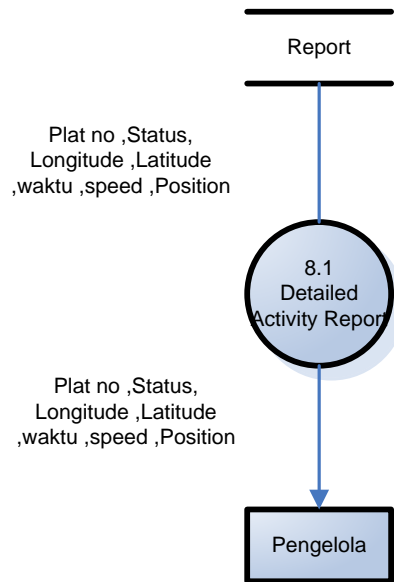 Report
Plat no ,Status,
Longitude ,Latitude
,waktu ,speed ,Position
8.1
Detailed
Activity Report
Plat no ,Status,
Longitude ,Latitude
,waktu ,speed ,Position
Pengelola